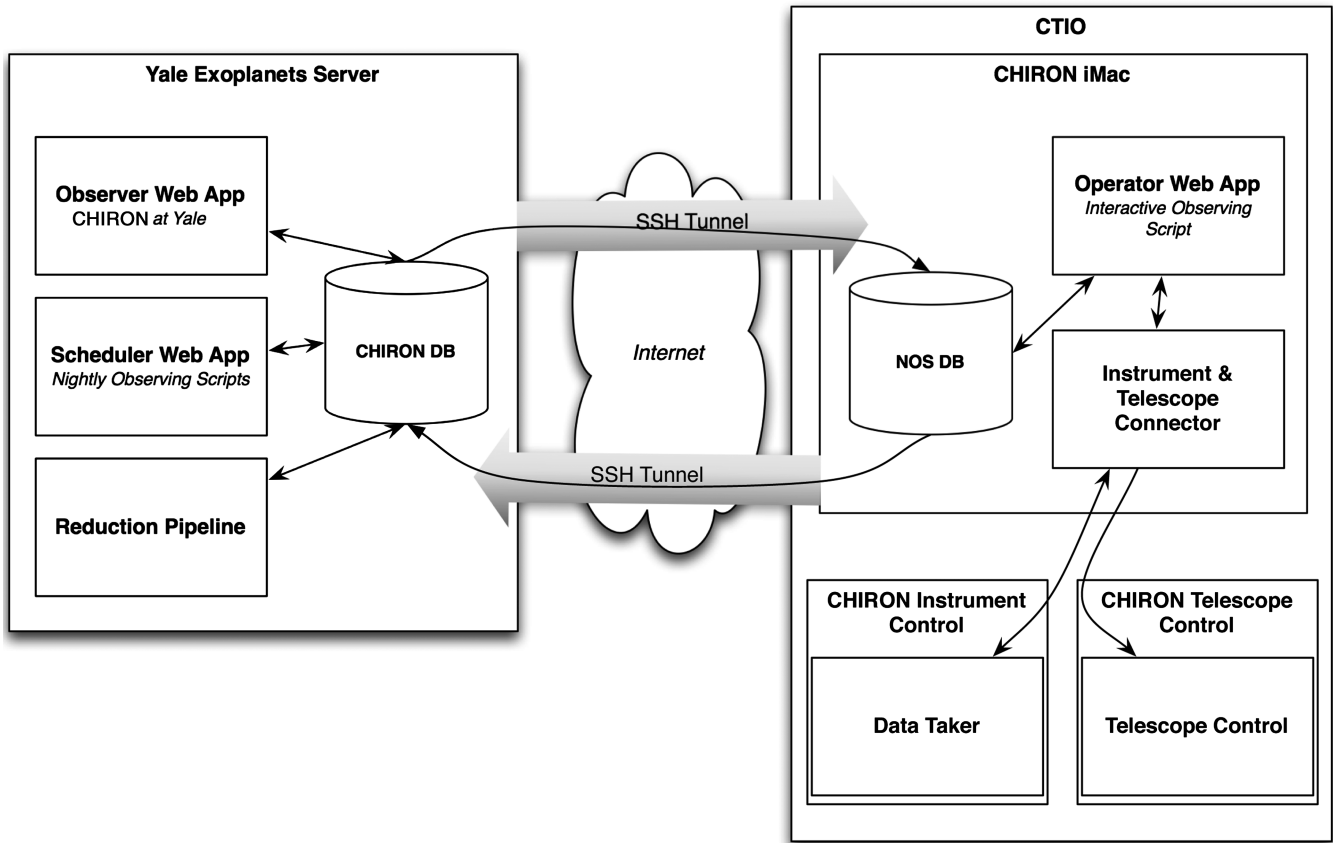 Yale Exoplanets Server
Observer Web App
CHIRON at Yale
Scheduler Web App
Nightly Observing Scripts
Reduction Pipeline
CHIRON DB
SSH Tunnel
Internet
SSH Tunnel
CTIO
CHIRON iMac
NOS DB
Operator Web App
Interactive Observing
Script
Instrument &
Telescope
Connector
CHIRON Instrument
Control
Data Taker
CHIRON Telescope
Control
Telescope Control